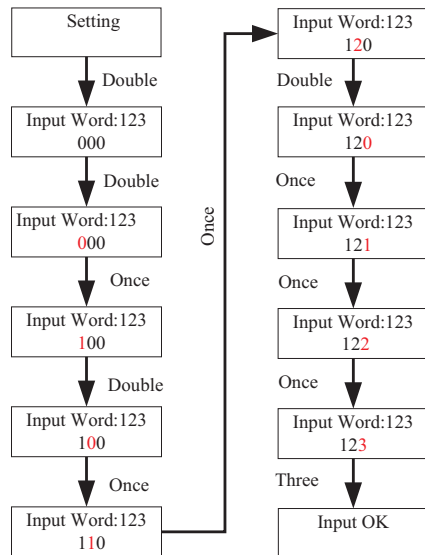 Setting
Double
Input Word:123
000
Double
Input Word:123
000
Once
Input Word:123
100
Double
Input Word:123
100
Once
Input Word:123
110
Once
Input Word:123
120
Double
Input Word:123
120
Once
Input Word:123
121
Once
Input Word:123
122
Once
Input Word:123
123
Three
Input OK